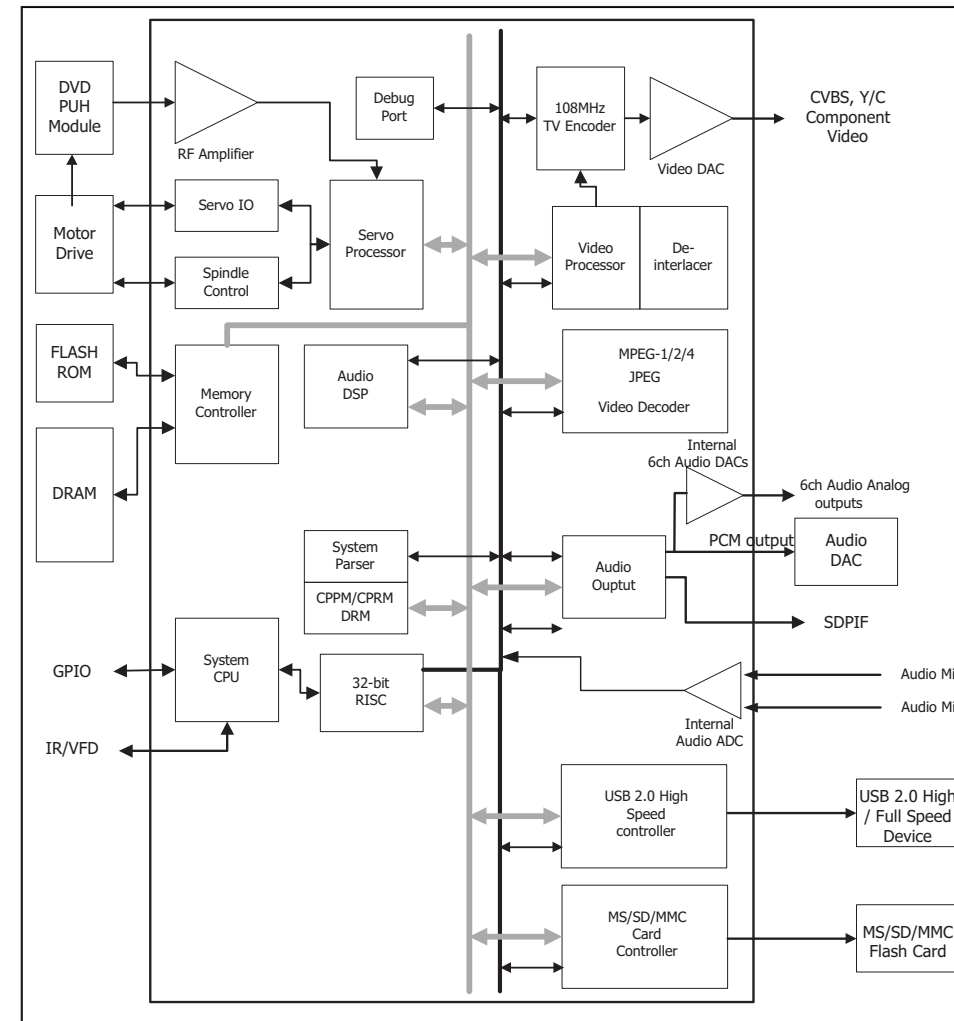 DVD
PUH
Module
RF Amplifier
Debug
Port
108MHz
TV Encoder
Video DAC
CVBS, Y/C
Component
Video
Motor
Drive
Servo IO
Spindle
Control
Servo
Processor
Video
Processor
De-
interlacer
FLASH
ROM
Memory
Controller
Audio
DSP
MPEG-1/2/4
JPEG
Video Decoder
DRAM
Internal
6ch Audio DACs
6ch Audio Analog
outputs
PCM output
Audio
DAC
System
Parser
CPPM/CPRM
DRM
Audio
Ouptut
SDPIF
GPIO
System
CPU
32-bit
RISC
IR/VFD
Internal
Audio ADC
Audio Mi
Audio Mi
USB 2.0 High
Speed
controller
USB 2.0 High
/ Full Speed
Device
MS/SD/MMC
Card
Controller
MS/SD/MMC
Flash Card